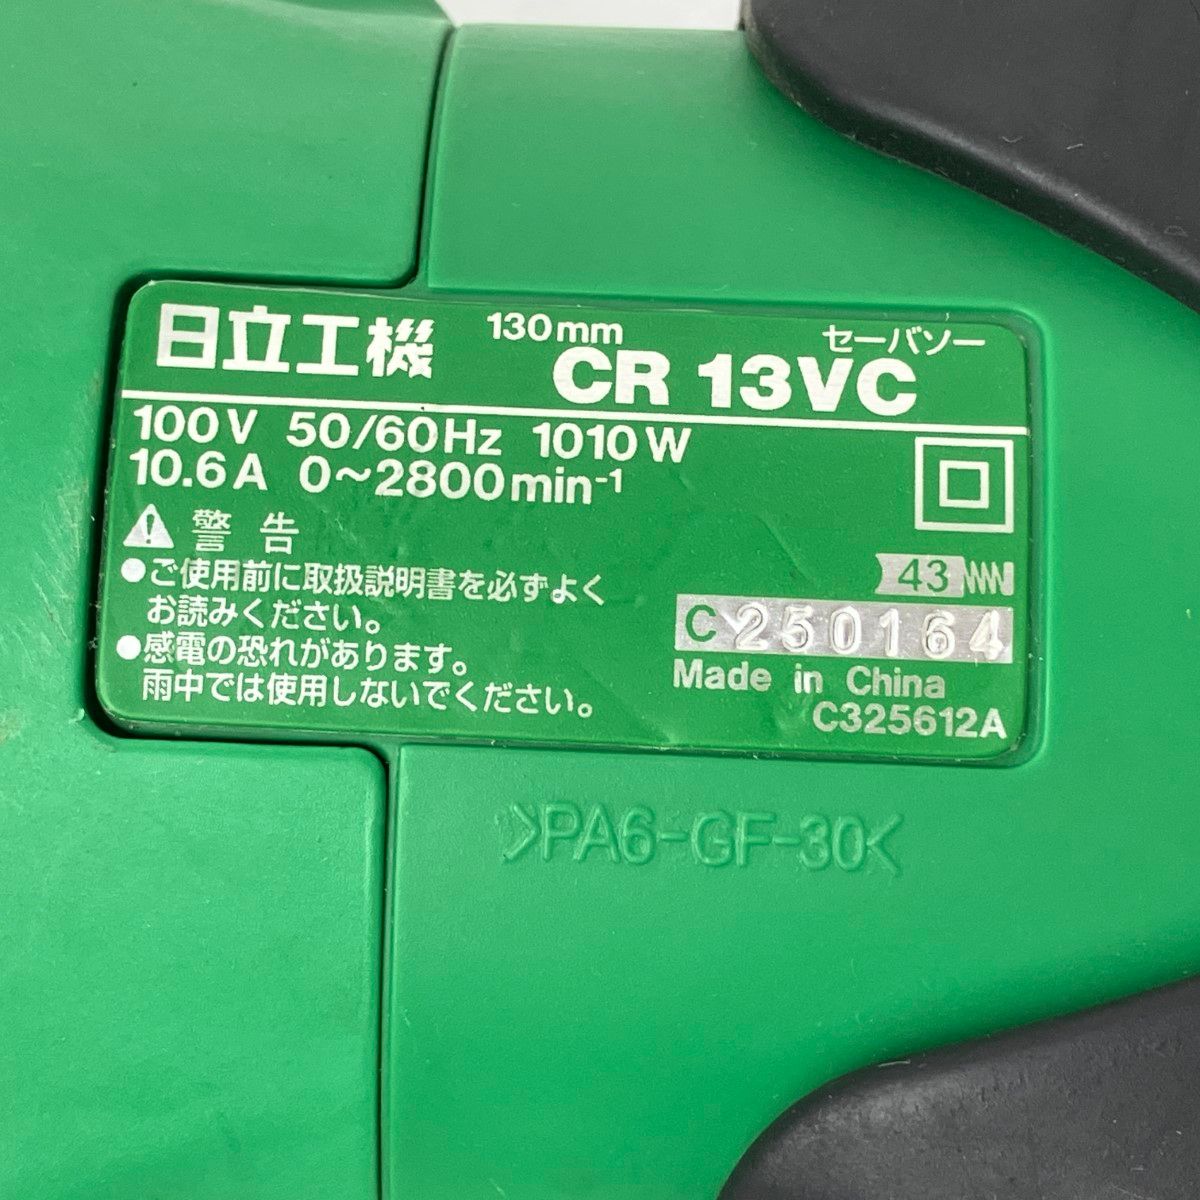 日立工機 130mm セーバソー
CR 13VC
100V 50/60Hz 1010W
10.6A 0～2800min-1
警告
●ご使用前に取扱説明書を必ずよく
お読みください。
●感電の恐れがあります。
雨中では使用しないでください。
43
C 250164
Made in China
C325612A
>PA6-GF-30<